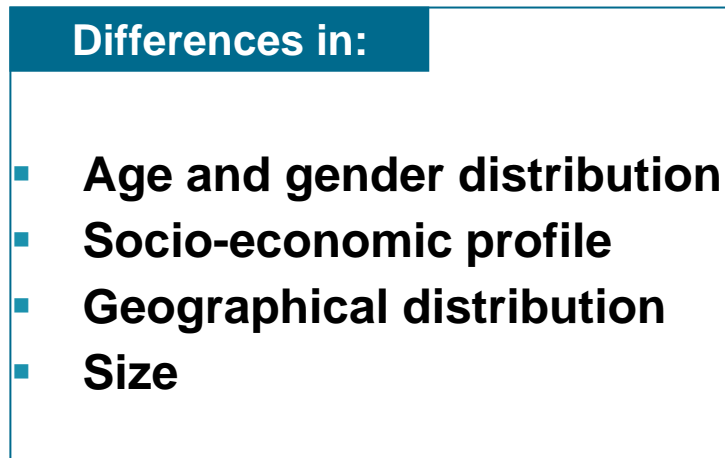 Differences in:
▪ Age and gender distribution
▪ Socio-economic profile
▪ Geographical distribution
▪ Size